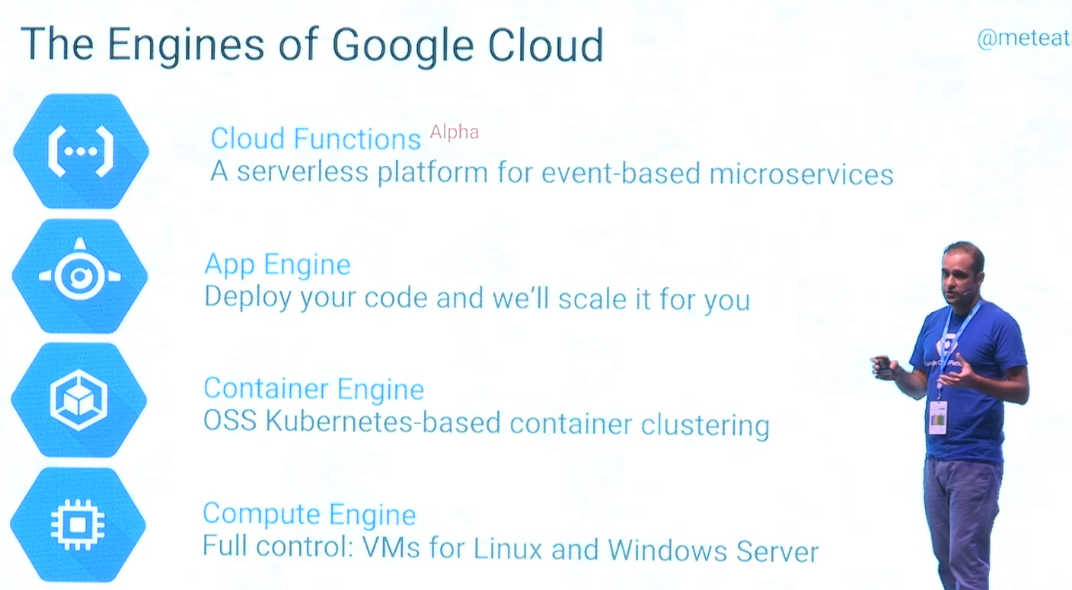 The Engines of Google Cloud
@meteat
Cloud Functions Alpha
A serverless platform for event-based microservices
App Engine
Deploy your code and we'll scale it for you
Container Engine
OSS Kubernetes-based container clustering
Compute Engine
Full control: VMs for Linux and Windows Server